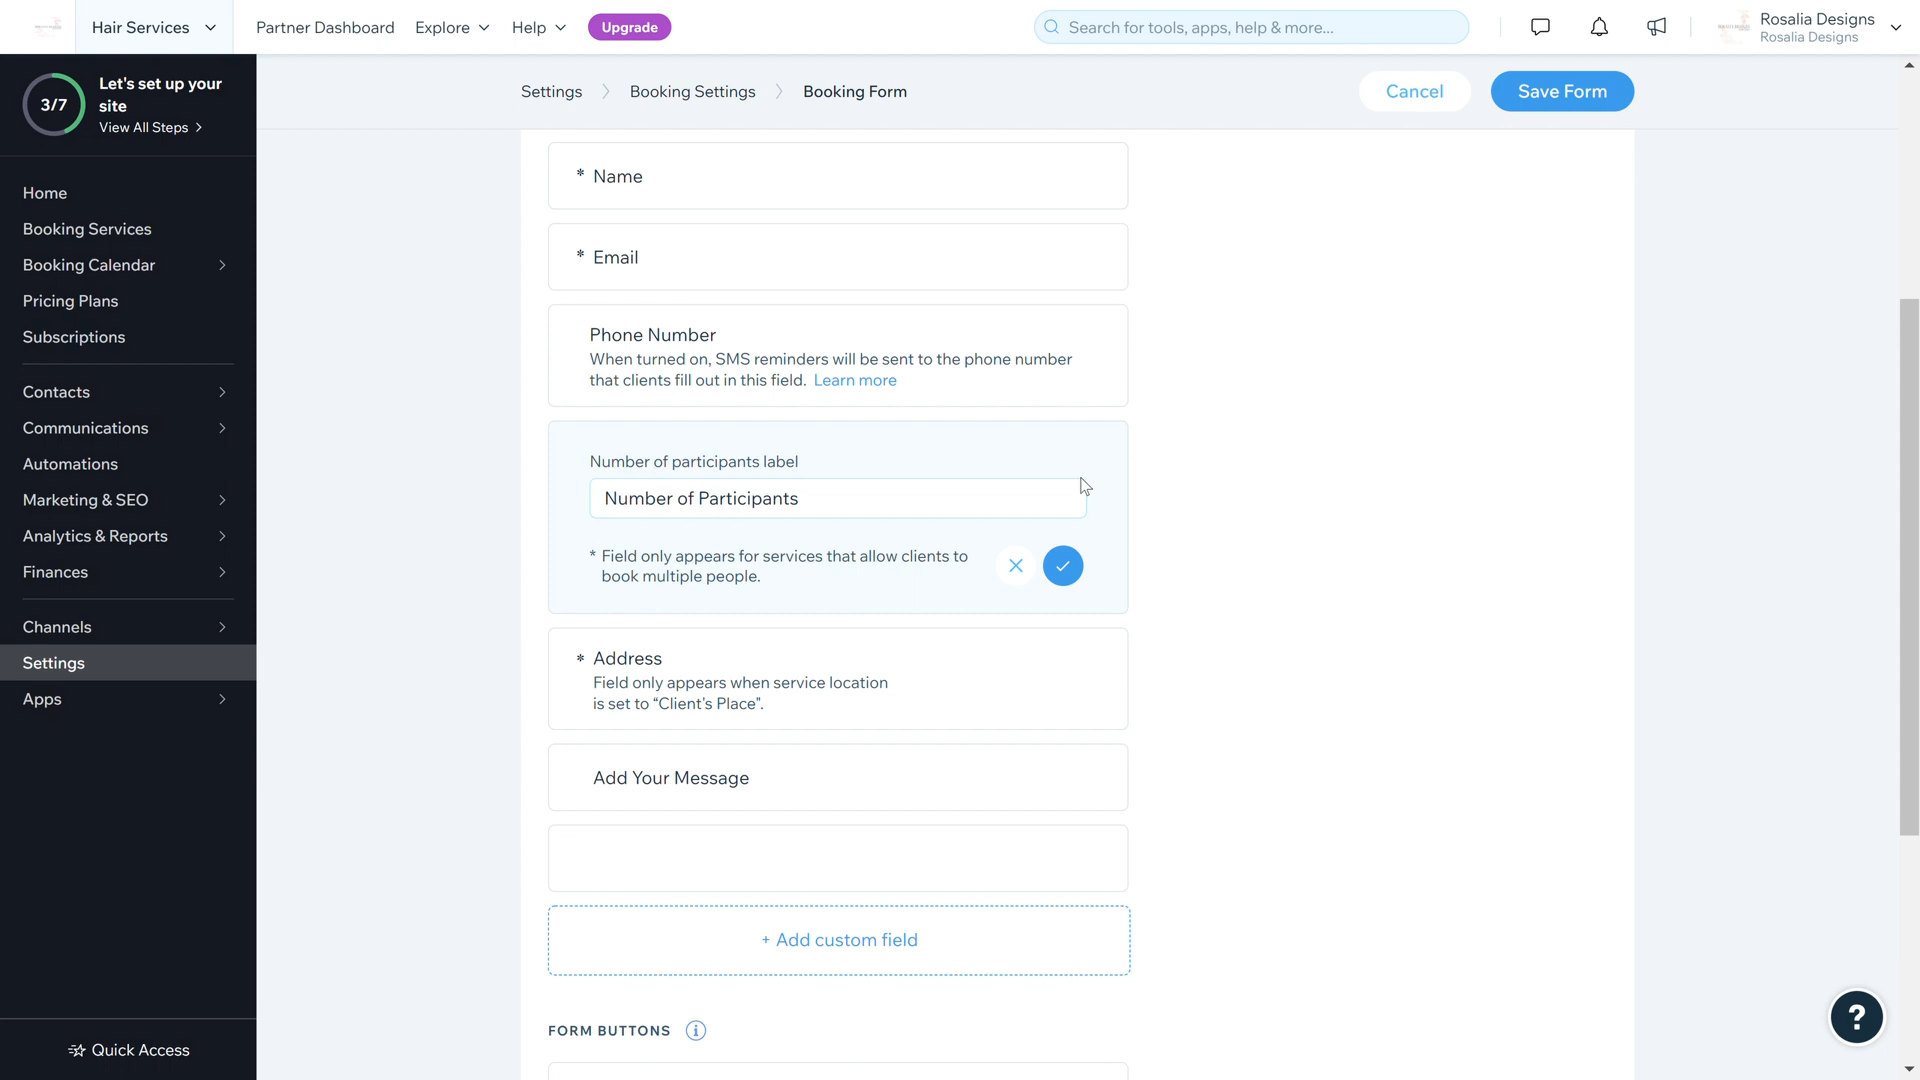 Hair Services
Partner Dashboard
Explore
Help
Upgrade
Search for tools, apps, help & more...
Rosalia Designs
Rosalia Designs
3/7
Let's set up your
site
View All Steps
Home
Booking Services
Booking Calendar
Pricing Plans
Subscriptions
Contacts
Communications
Automations
Marketing & SEO
Analytics & Reports
Finances
Channels
Settings
Apps
Quick Access
Settings
Booking Settings
Booking Form
Cancel
Save Form
* Name
* Email
Phone Number
When turned on, SMS reminders will be sent to the phone number
that clients fill out in this field. Learn more
Number of participants label
Number of Participants
* Field only appears for services that allow clients to
book multiple people.
* Address
Field only appears when service location
is set to “Client’s Place”.
Add Your Message
+ Add custom field
FORM BUTTONS
?